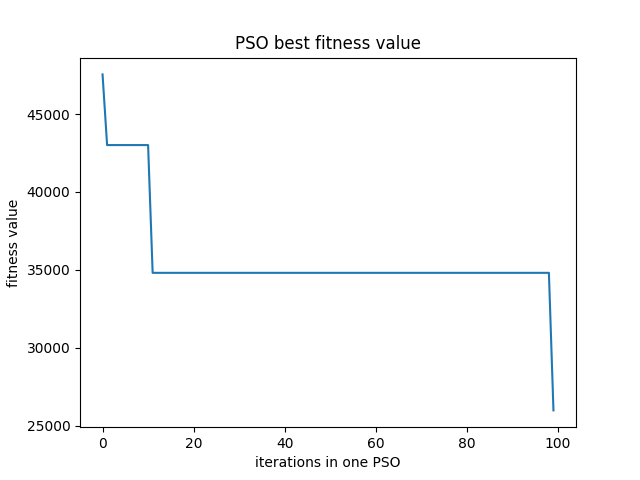 PSO best fitness value
fitness value
45000
40000
35000
30000
25000
0 20 40 60 80 100
iterations in one PSO